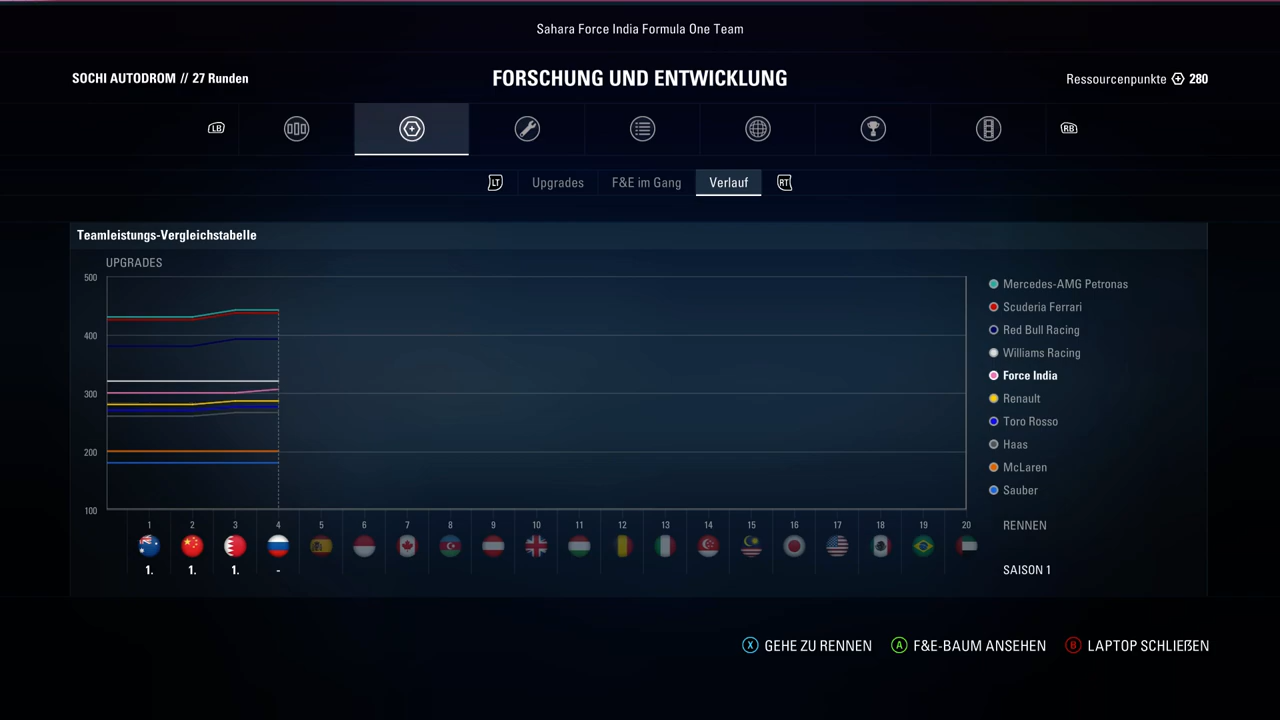 Sahara Force India Formula One Team
SOCHI AUTODROM // 27 Runden
FORSCHUNG UND ENTWICKLUNG
Ressourcenpunkte 280
LB
RB
LT Upgrades F&E im Gang Verlauf RT
Teamleistungs-Vergleichstabelle
UPGRADES
500
400
300
200
100
Mercedes-AMG Petronas
Scuderia Ferrari
Red Bull Racing
Williams Racing
Force India
Renault
Toro Rosso
Haas
McLaren
Sauber
1 2 3 4 5 6 7 8 9 10 11 12 13 14 15 16 17 18 19 20 RENNEN
1. 1. 1. - SAISON 1
X GEHE ZU RENNEN A F&E-BAUM ANSEHEN B LAPTOP SCHLIEẞEN